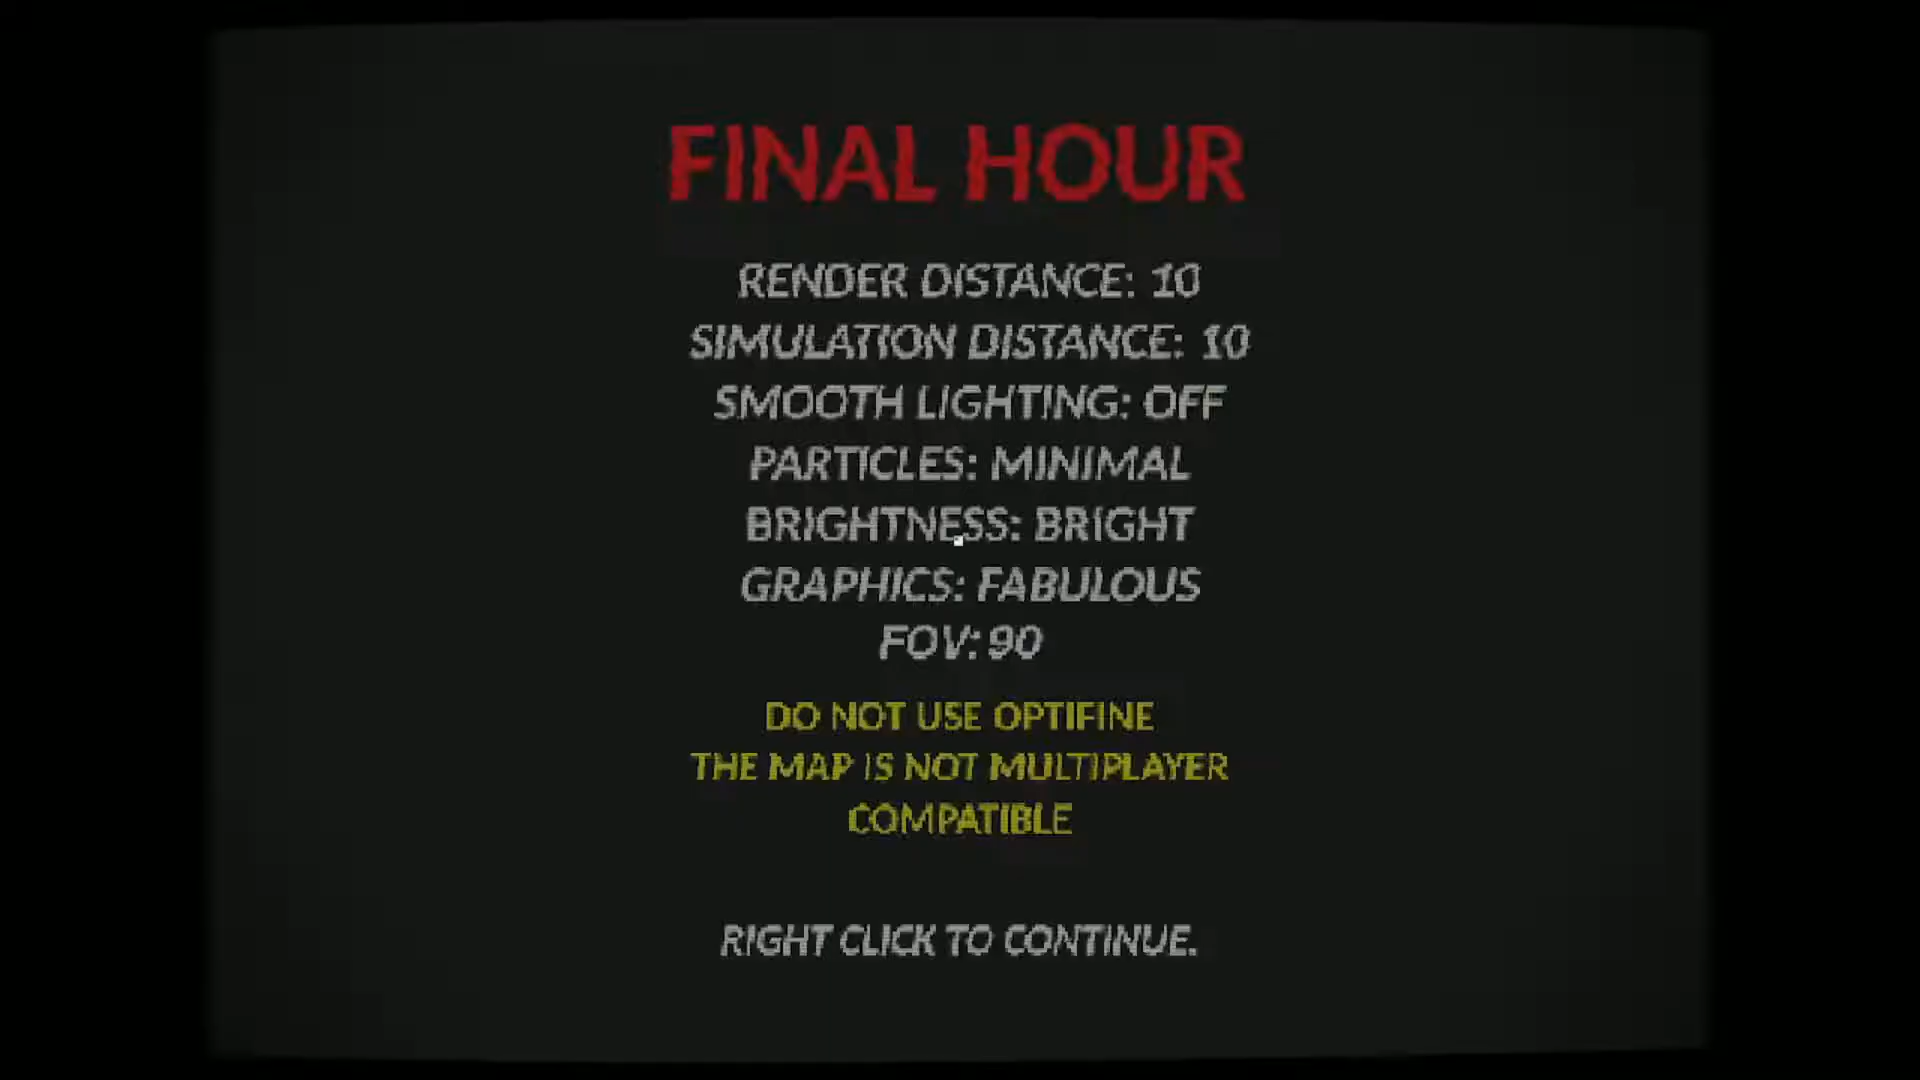 FINAL HOUR
RENDER DISTANCE: 10
SIMULATION DISTANCE: 10
SMOOTH LIGHTING: OFF
PARTICLES: MINIMAL
BRIGHTNESS: BRIGHT
GRAPHICS: FABULOUS
FOV: 90
DO NOT USE OPTIFINE
THE MAP IS NOT MULTIPLAYER
COMPATIBLE
RIGHT CLICK TO CONTINUE.